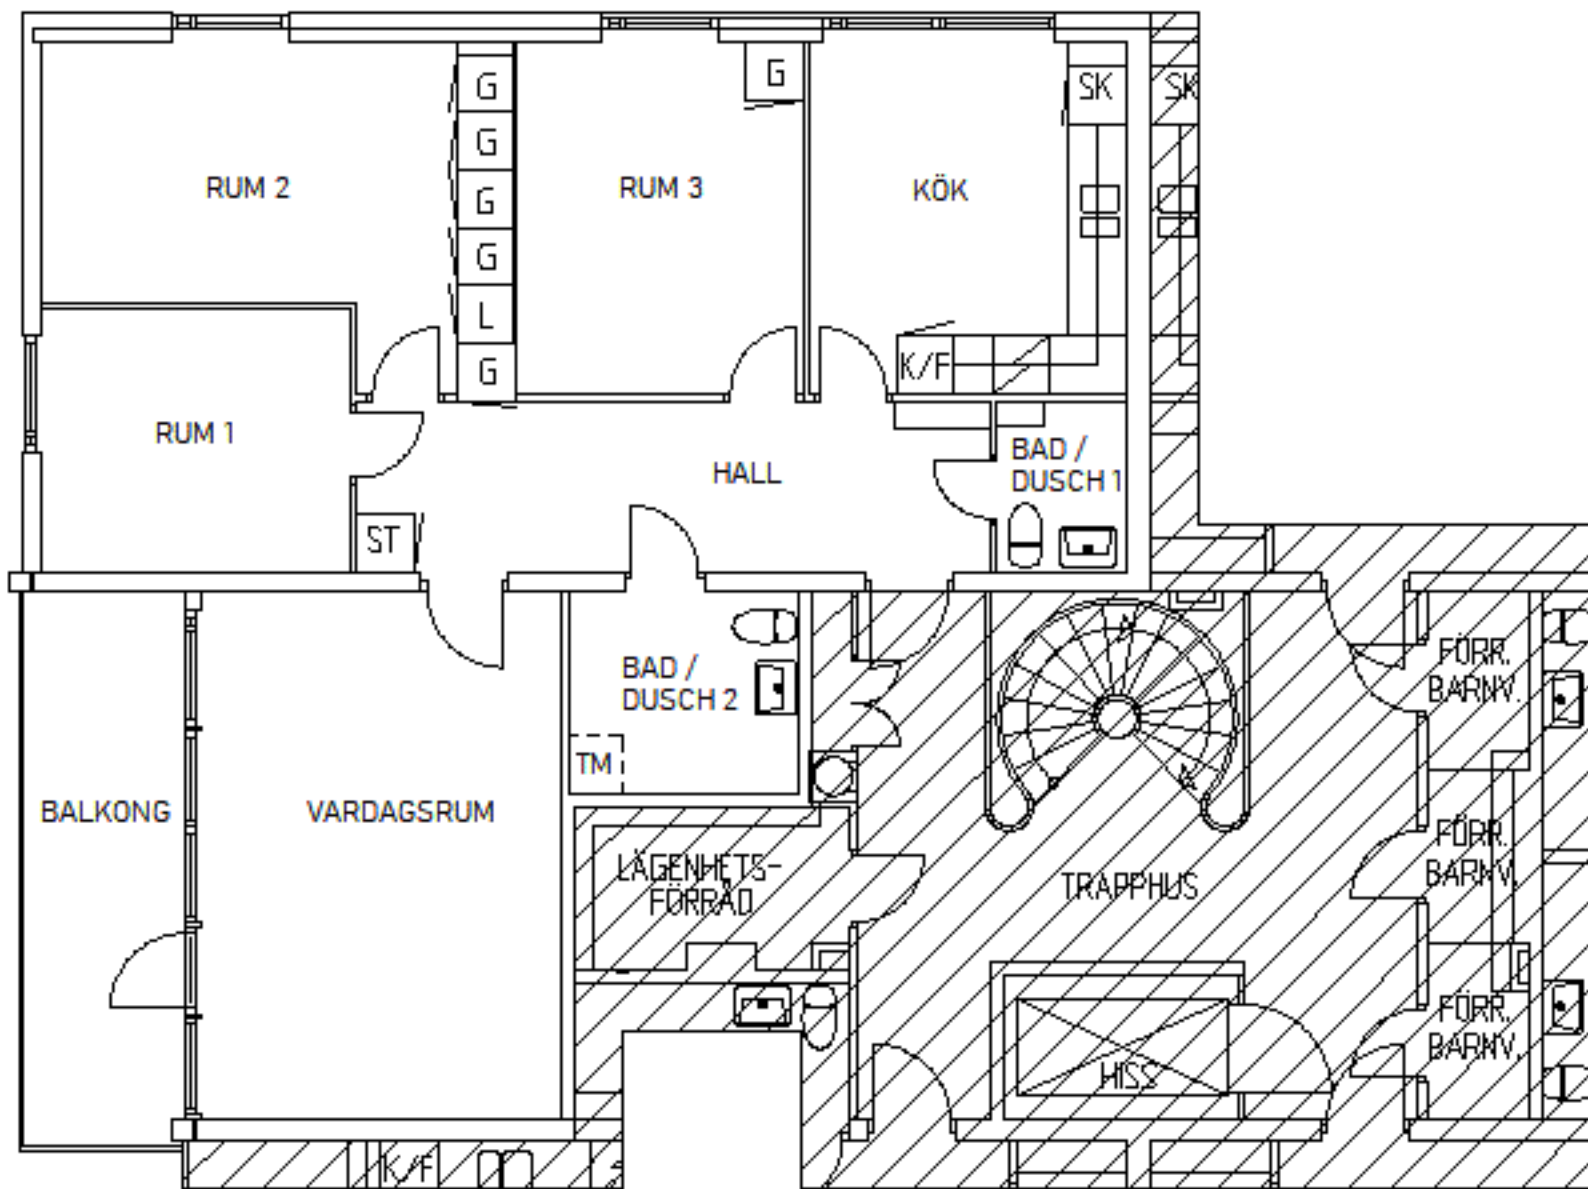 G
G
SK
SK
G
RUM 2
G
RUM 3
KÖK
G
L
G
K/F
RUM 1
BAD /
DUSCH 1
HALL
ST
BAD /
DUSCH 2
FÖRR.
BARNV.
TM
BALKONG
VARDAGSRUM
FÖRR.
BARNV.
LÄGENHETS-
FÖRRÅD
TRAPPHUS
FÖRR.
BARNV.
HISS
K/F